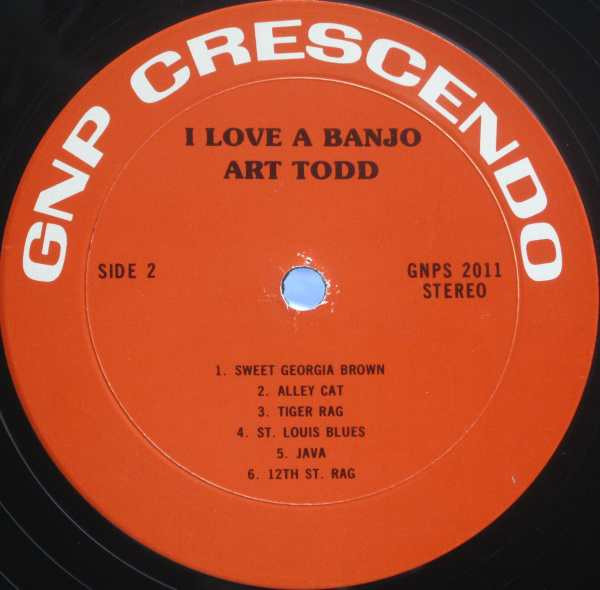 GNP CRESCENDO
I LOVE A BANJO
ART TODD
SIDE 2
GNPS 2011
STEREO
1. SWEET GEORGIA BROWN
2. ALLEY CAT
3. TIGER RAG
4. ST. LOUIS BLUES
5. JAVA
6. 12TH ST. RAG